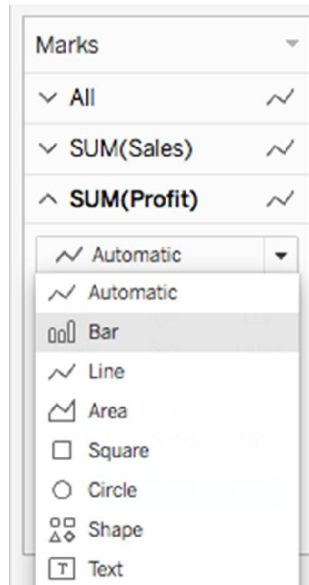 Marks
All
SUM(Sales)
SUM(Profit)
Automatic
Automatic
Bar
Line
Area
Square
Circle
Shape
T Text